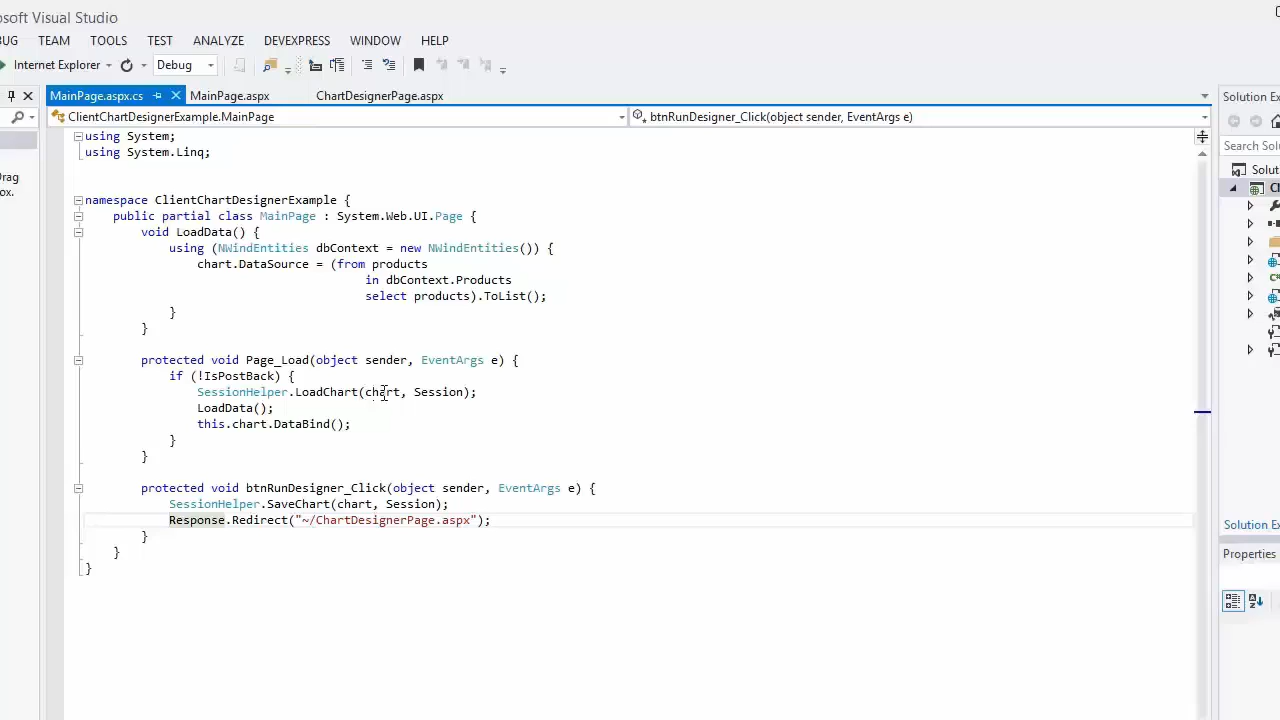 osoft Visual Studio
BUG TEAM TOOLS TEST ANALYZE DEVEXPRESS WINDOW HELP
Internet Explorer Debug
MainPage.aspx.cs MainPage.aspx ChartDesignerPage.aspx
Solution Ex
ClientChartDesignerExample.MainPage btnRunDesigner_Click(object sender, EventArgs e)
using System;
using System.Linq;
Search Solu
Soluti
Drag
ox.
namespace ClientChartDesignerExample {
public partial class MainPage : System.Web.UI.Page {
void LoadData() {
using (NWindEntities dbContext = new NWindEntities()) {
chart.DataSource = (from products
in dbContext.Products
select products).ToList();
}
}
protected void Page_Load(object sender, EventArgs e) {
if (!IsPostBack) {
SessionHelper.LoadChart(chart, Session);
LoadData();
this.chart.DataBind();
}
}
protected void btnRunDesigner_Click(object sender, EventArgs e) {
SessionHelper.SaveChart(chart, Session);
Response.Redirect("~/ChartDesignerPage.aspx");
}
}
}
Solution Ex
Properties